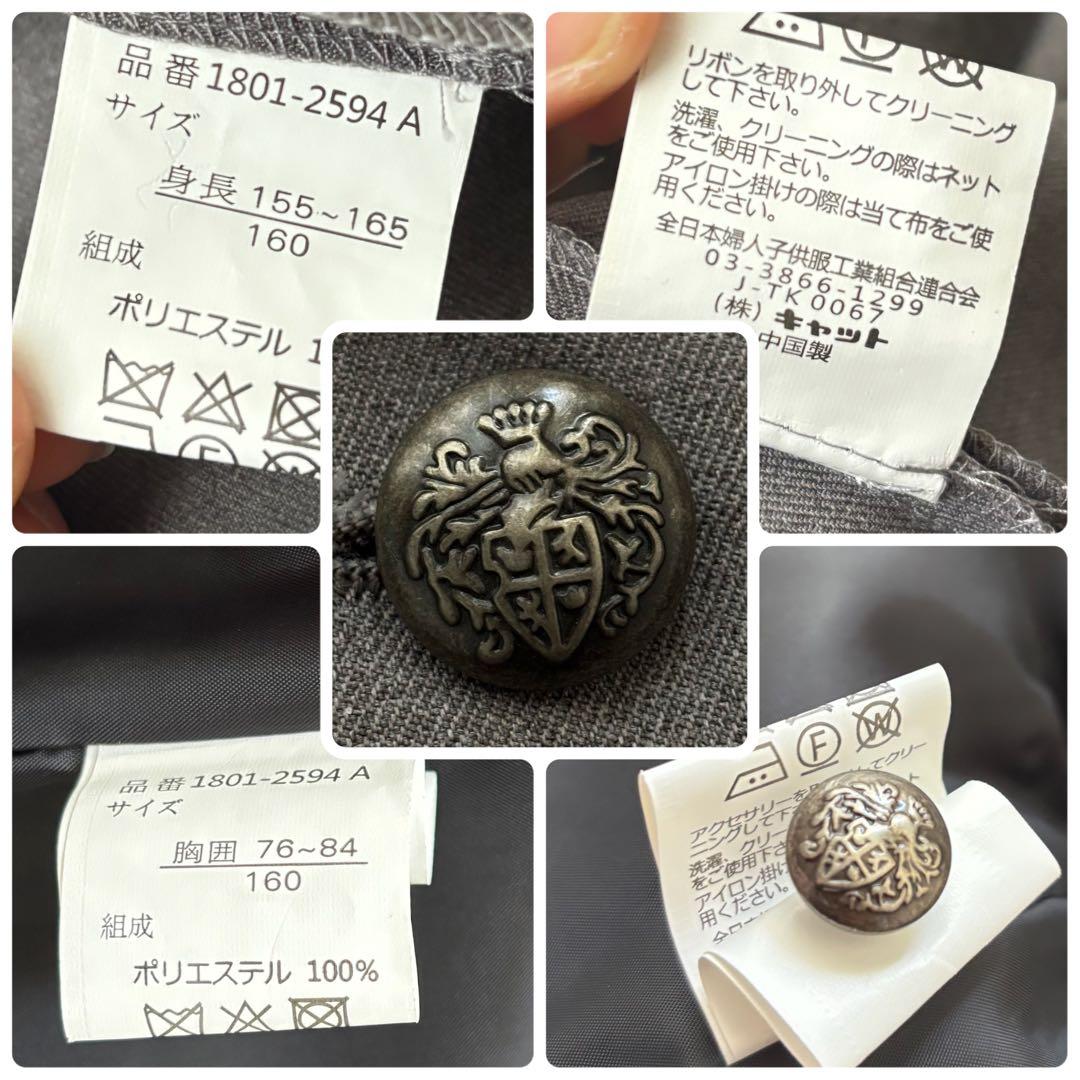 品番 1801-2594 A
サイズ
身長 155~165
160
組成
ポリエステル 1
F
W
リボンを取り外してクリーニング
して下さい。
洗濯、クリーニングの際はネット
をご使用下さい。
アイロン掛けの際は当て布をご使
用ください。
全日本婦人子供服工業組合連合会
03-3866-1299
J-TK0067
(株) キャット
中国製
品番 1801-2594 A
サイズ
胸囲 76~84
160
組成
ポリエステル 100%
F
W
アクセサリーを
クリー
ニングして下
洗濯、クリー
ネット
をご使用下さ
アイロン掛け
用ください。